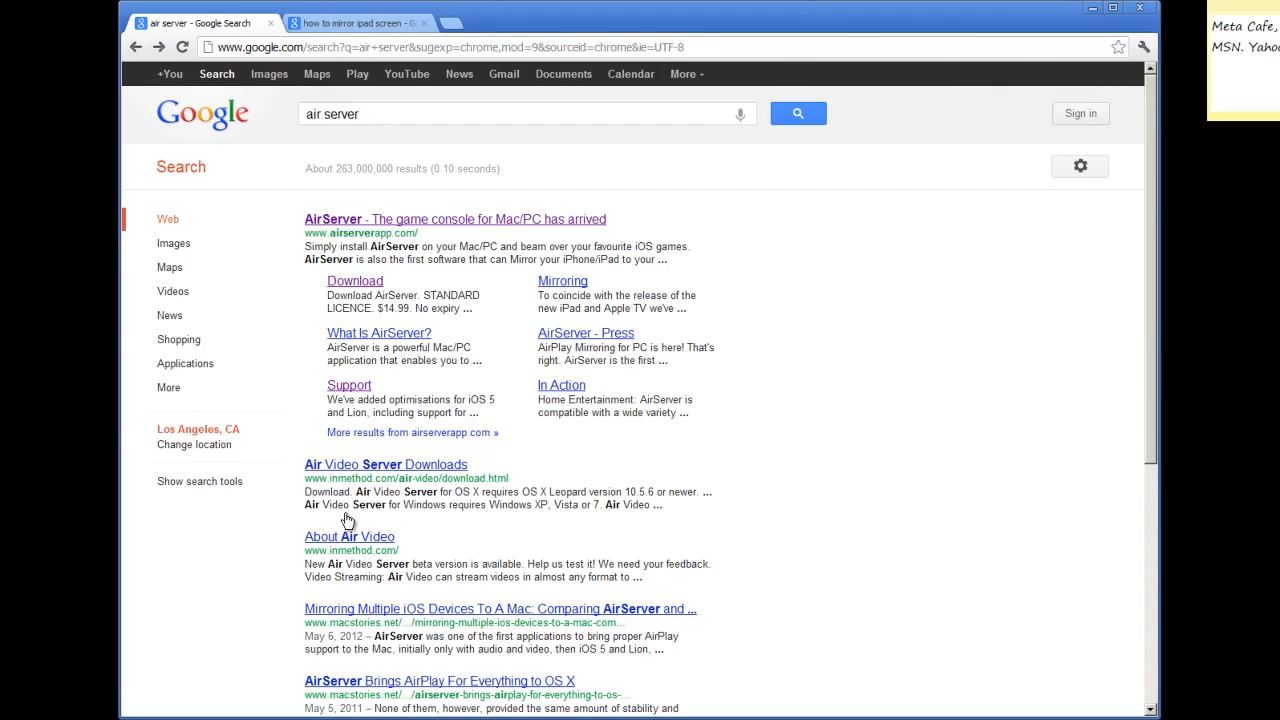 air server - Google Search
how to mirror ipad screen - G
www.google.com/search?q=air+server&sugexp=chrome,mod=9&sourceid=chrome&ie=UTF-8
Meta Cafe,
MSN. Yahoo
+You Search Images Maps Play YouTube News Gmail Documents Calendar More
Google
air server
Sign in
Search
About 263,000,000 results (0.10 seconds)
Web
Images
Maps
Videos
News
Shopping
Applications
More
Los Angeles, CA
Change location
Show search tools
AirServer - The game console for Mac/PC has arrived
www.airserverapp.com/
Simply install AirServer on your Mac/PC and beam over your favourite iOS games.
AirServer is also the first software that can Mirror your iPhone/iPad to your ...
Download
Download AirServer. STANDARD
LICENCE. $14.99. No expiry ...
Mirroring
To coincide with the release of the
new iPad and Apple TV we've ...
What Is AirServer?
AirServer is a powerful Mac/PC
application that enables you to ...
AirServer - Press
AirPlay Mirroring for PC is here! That's
right. AirServer is the first ...
Support
We've added optimisations for iOS 5
and Lion, including support for ...
In Action
Home Entertainment: AirServer is
compatible with a wide variety ...
More results from airserverapp.com »
Air Video Server Downloads
www.inmethod.com/air-video/download.html
Download. Air Video Server for OS X requires OS X Leopard version 10.5.6 or newer. ...
Air Video Server for Windows requires Windows XP, Vista or 7. Air Video ...
About Air Video
www.inmethod.com/
New Air Video Server beta version is available. Help us test it! We need your feedback.
Video Streaming: Air Video can stream videos in almost any format to ...
Mirroring Multiple iOS Devices To A Mac: Comparing AirServer and ...
www.macstories.net/.../mirroring-multiple-ios-devices-to-a-mac-com...
May 6, 2012 – AirServer was one of the first applications to bring proper AirPlay
support to the Mac, initially only with audio and video, then iOS 5 and Lion, ...
AirServer Brings AirPlay For Everything to OS X
www.macstories.net/.../airserver-brings-airplay-for-everything-to-os-...
May 5, 2011 – None of them, however, provided the same amount of stability and